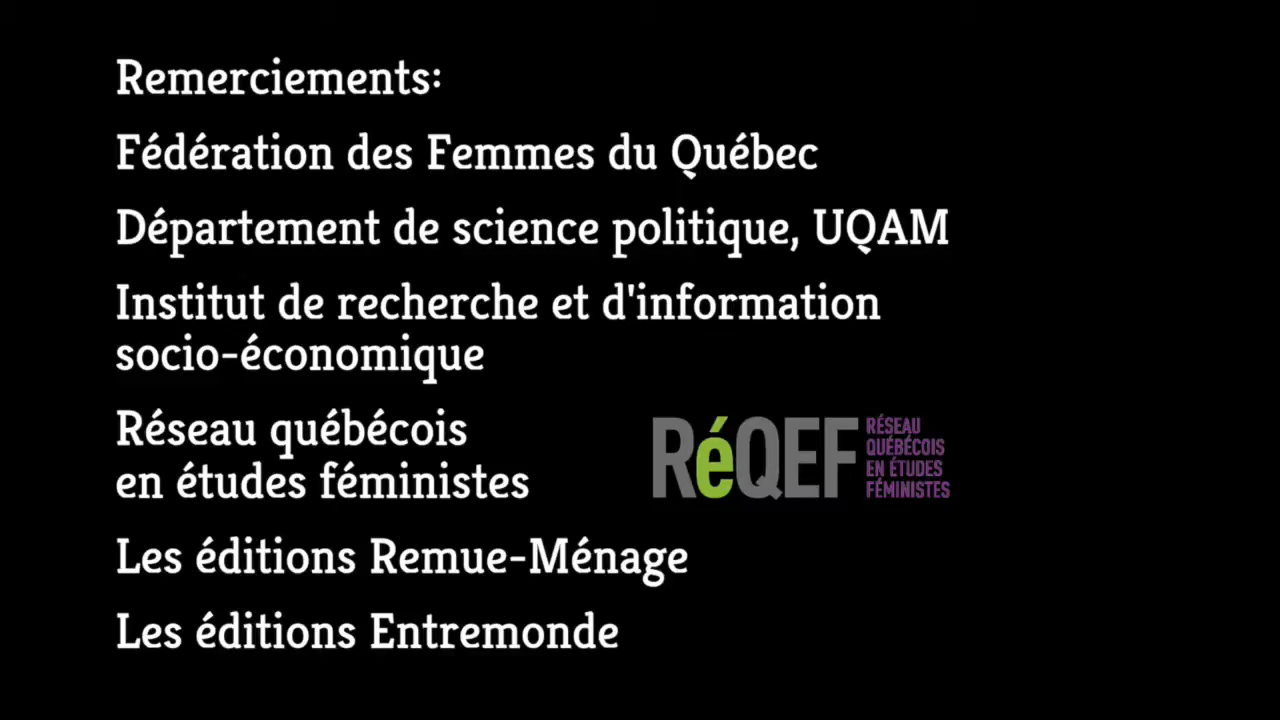 Remerciements:
Fédération des Femmes du Québec
Département de science politique, UQAM
Institut de recherche et d'information
socio-économique
Réseau québécois
en études féministes
RéQEF
RÉSEAU
QUÉBÉCOIS
EN ÉTUDES
FÉMINISTES
Les éditions Remue-Ménage
Les éditions Entremonde